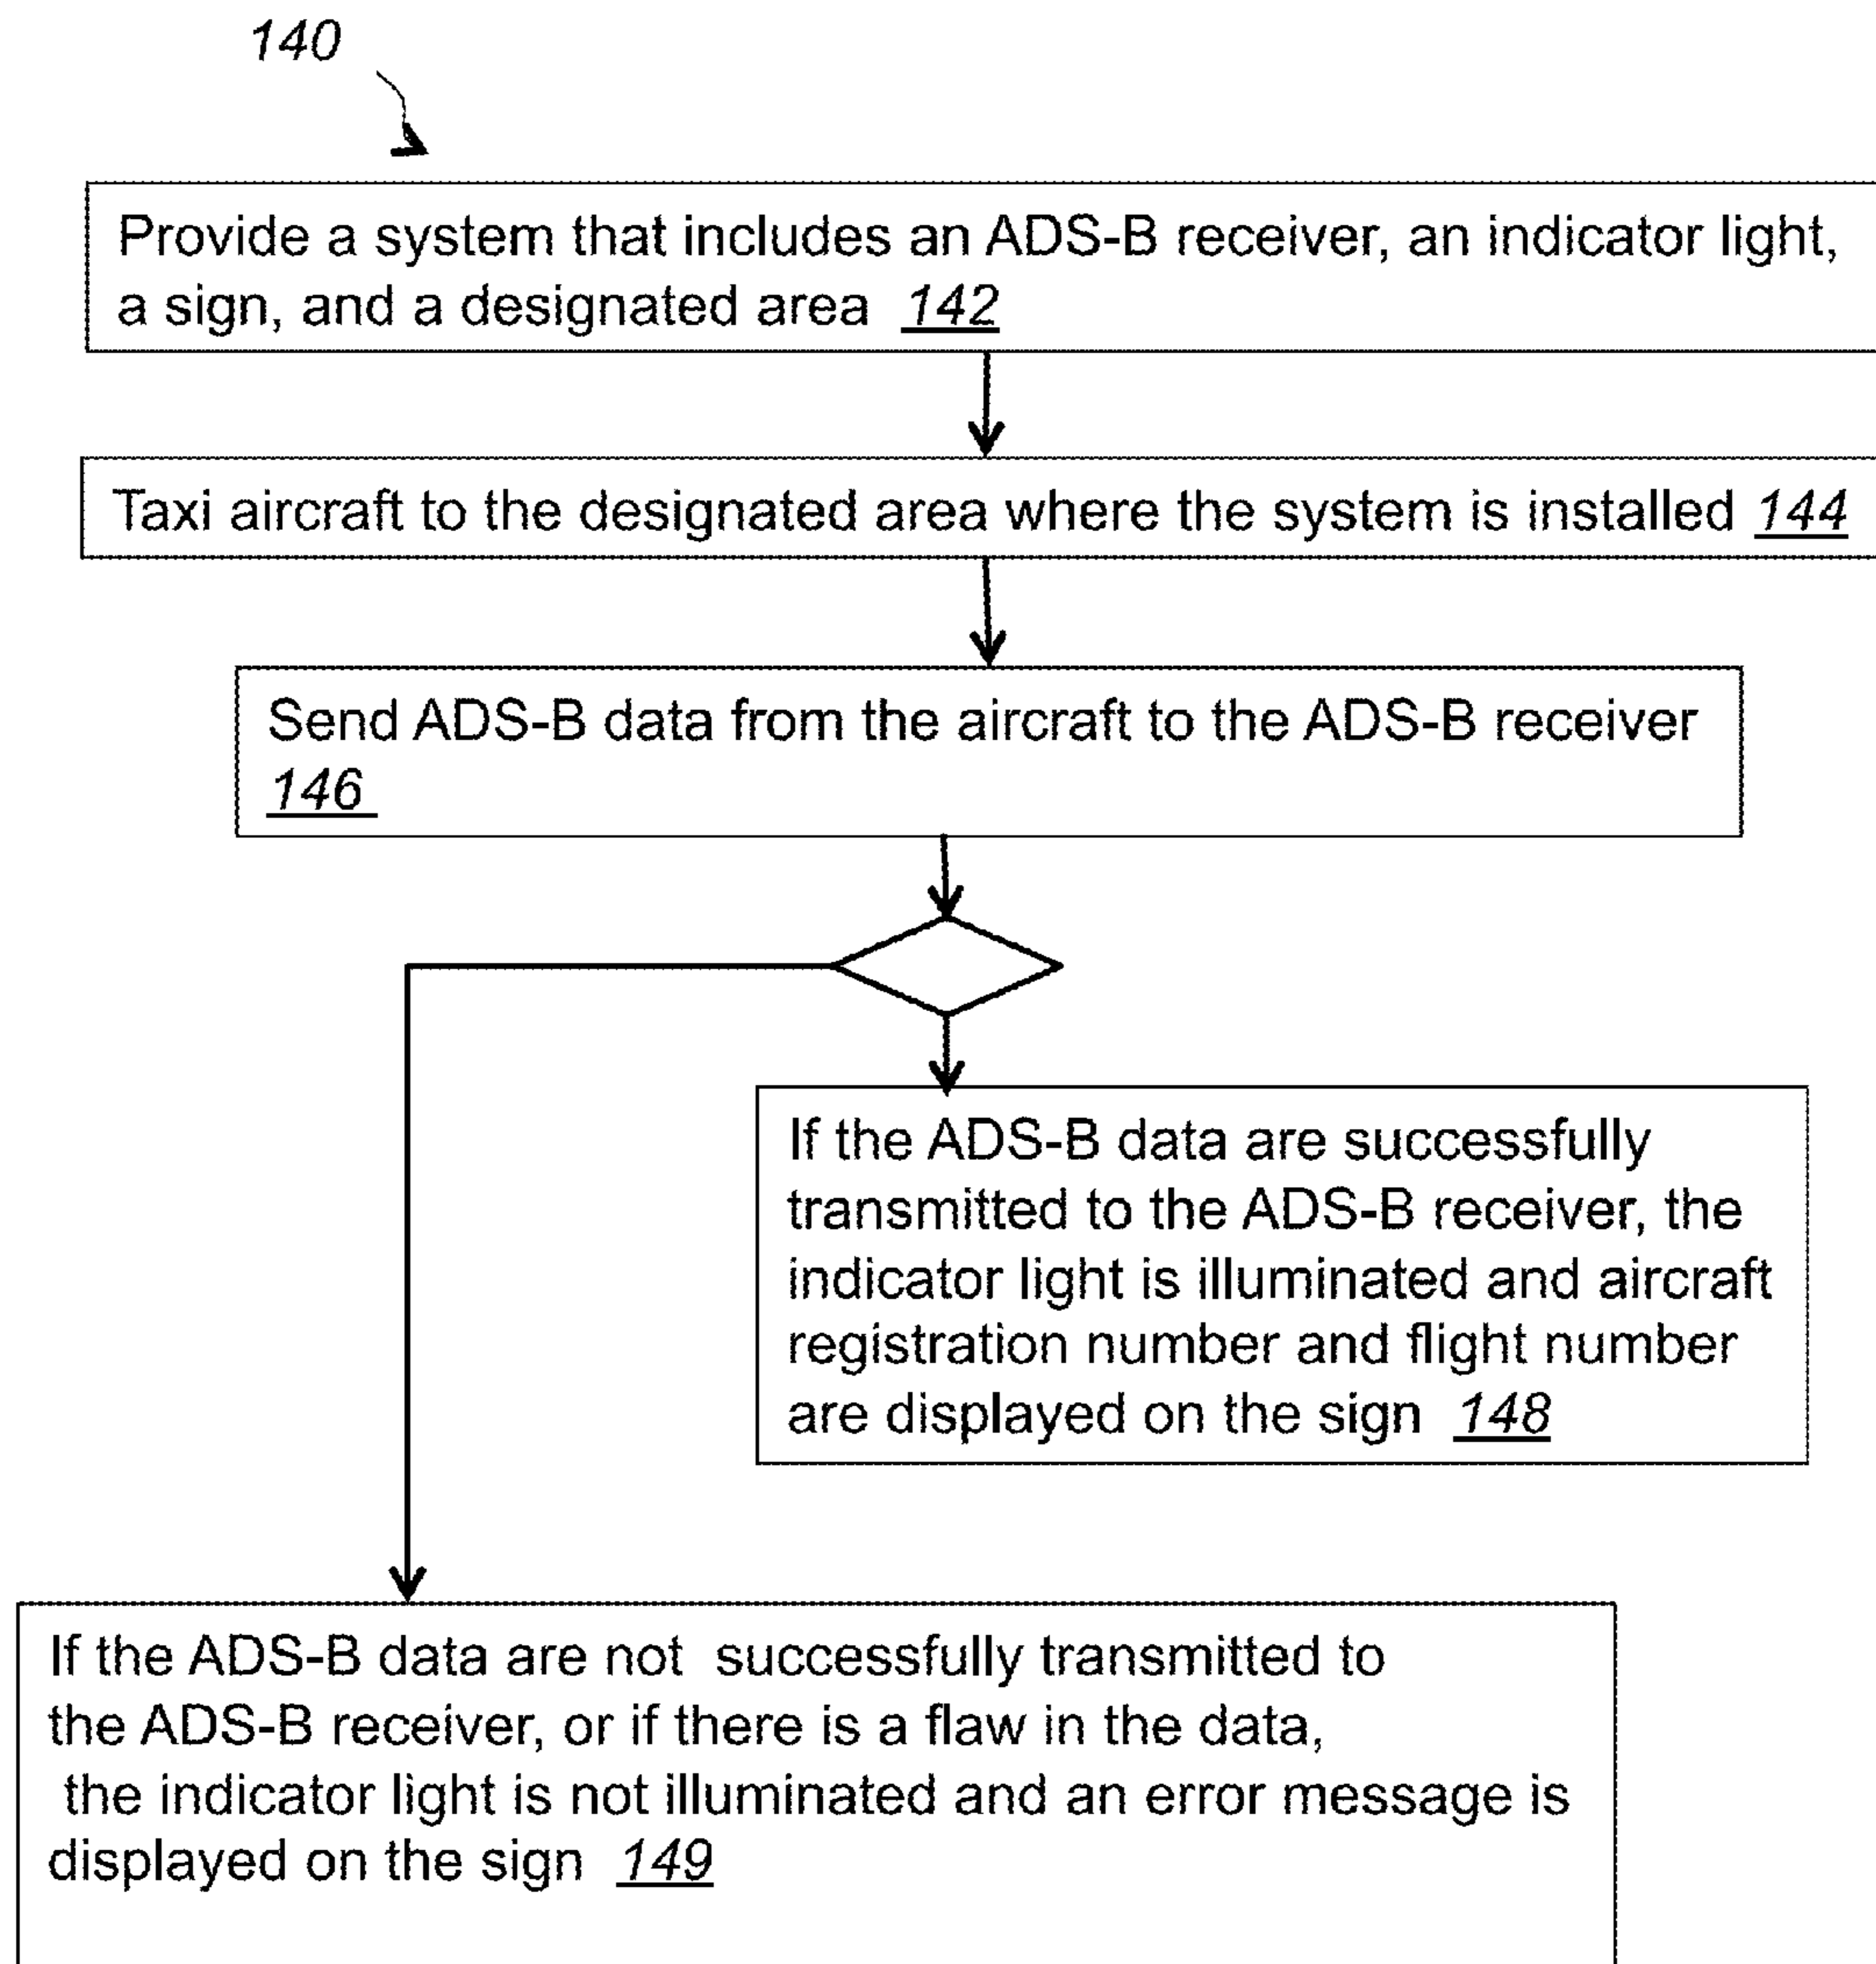 140
Provide a system that includes an ADS-B receiver, an indicator light,
a sign, and a designated area 142
Taxi aircraft to the designated area where the system is installed 144
Send ADS-B data from the aircraft to the ADS-B receiver
146
If the ADS-B data are successfully
transmitted to the ADS-B receiver, the
indicator light is illuminated and aircraft
registration number and flight number
are displayed on the sign 148
If the ADS-B data are not successfully transmitted to
the ADS-B receiver, or if there is a flaw in the data,
the indicator light is not illuminated and an error message is
displayed on the sign 149